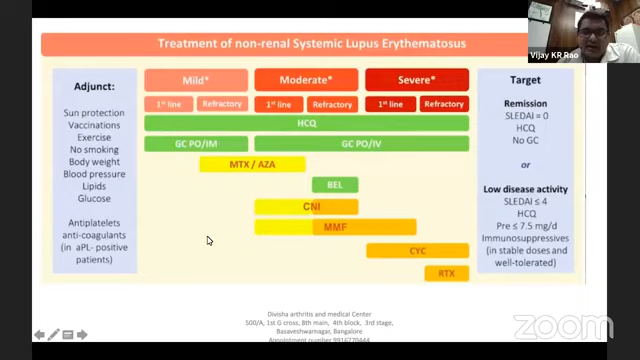 Treatment of non-renal Systemic Lupus Erythematosus
Vijay KR Rao
Adjunct:
Sun protection
Vaccinations
Exercise
No smoking
Body weight
Blood pressure
Lipids
Glucose
Antiplatelets
anti-coagulants
(in aPL- positive
patients)
Mild*
Moderate*
Severe*
1st line
Refractory
1st line
Refractory
1st line
Refractory
HCQ
GC PO/IM
GC PO/IV
MTX / AZA
BEL
CNI
MMF
CYC
RTX
Target
Remission
SLEDAI = 0
HCQ
No GC
or
Low disease activity
SLEDAI ≤ 4
HCQ
Pre ≤ 7.5 mg/d
Immunosuppressives
(in stable doses and
well-tolerated)
Divisha arthritis and medical Center
500/A, 1st G cross, 8th main, 4th block, 3rd stage,
Basaveshwarnagar, Bangalore
Appointment number 9916770444
zoom